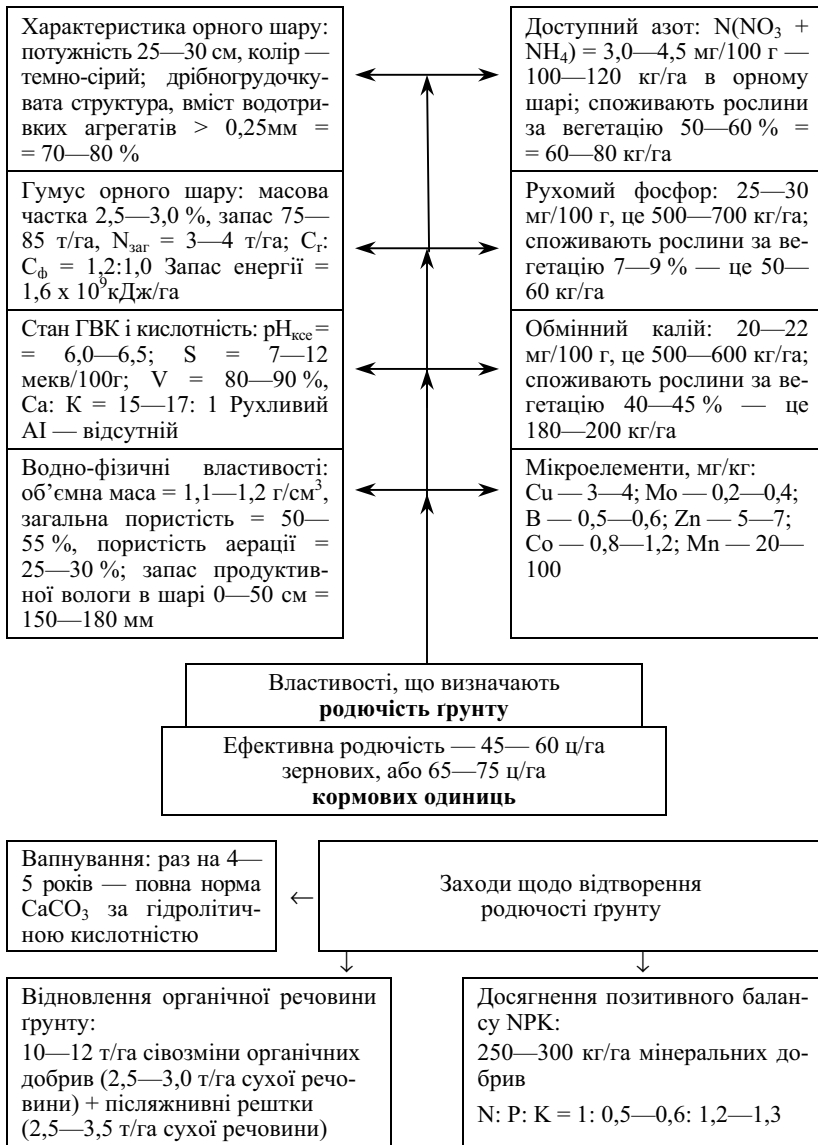 Характеристика орного шару:
потужність 25—30 см, колір —
темно-сірий; дрібногрудочку-
вата структура, вміст водотри-
вких агрегатів > 0,25мм =
= 70—80 %
Гумус орного шару: масова
частка 2,5—3,0 %, запас 75—
85 т/га, Nзаг = 3—4 т/га; Cг:
Cф = 1,2:1,0 Запас енергії =
1,6 x 10⁹кДж/га
Стан ГВК і кислотність: pHксе =
= 6,0—6,5; S = 7—12
мекв/100г; V = 80—90 %,
Ca: K = 15—17: 1 Рухливий
AI — відсутній
Водно-фізичні властивості:
об’ємна маса = 1,1—1,2 г/см³,
загальна пористість = 50—
55 %, пористість аерації =
25—30 %; запас продуктив-
ної вологи в шарі 0—50 см =
150—180 мм
Доступний азот: N(NO₃ +
NH₄) = 3,0—4,5 мг/100 г —
100—120 кг/га в орному
шарі; споживають рослини
за вегетацію 50—60 % =
= 60—80 кг/га
Рухомий фосфор: 25—30
мг/100 г, це 500—700 кг/га;
споживають рослини за ве-
гетацію 7—9 % — це 50—
60 кг/га
Обмінний калій: 20—22
мг/100 г, це 500—600 кг/га;
споживають рослини за ве-
гетацію 40—45 % — це
180—200 кг/га
Мікроелементи, мг/кг:
Cu — 3—4; Mo — 0,2—0,4;
B — 0,5—0,6; Zn — 5—7;
Co — 0,8—1,2; Mn — 20—
100
Властивості, що визначають
родючість ґрунту
Ефективна родючість — 45— 60 ц/га
зернових, або 65—75 ц/га
кормових одиниць
Вапнування: раз на 4—
5 років — повна норма
CaCO₃ за гідролітич-
ною кислотністю
Заходи щодо відтворення
родючості ґрунту
Відновлення органічної речовини
ґрунту:
10—12 т/га сівозміни органічних
добрив (2,5—3,0 т/га сухої речо-
вини) + післяжнивні рештки
(2,5—3,5 т/га сухої речовини)
Досягнення позитивного балан-
су NPK:
250—300 кг/га мінеральних до-
брив
N: P: K = 1: 0,5—0,6: 1,2—1,3